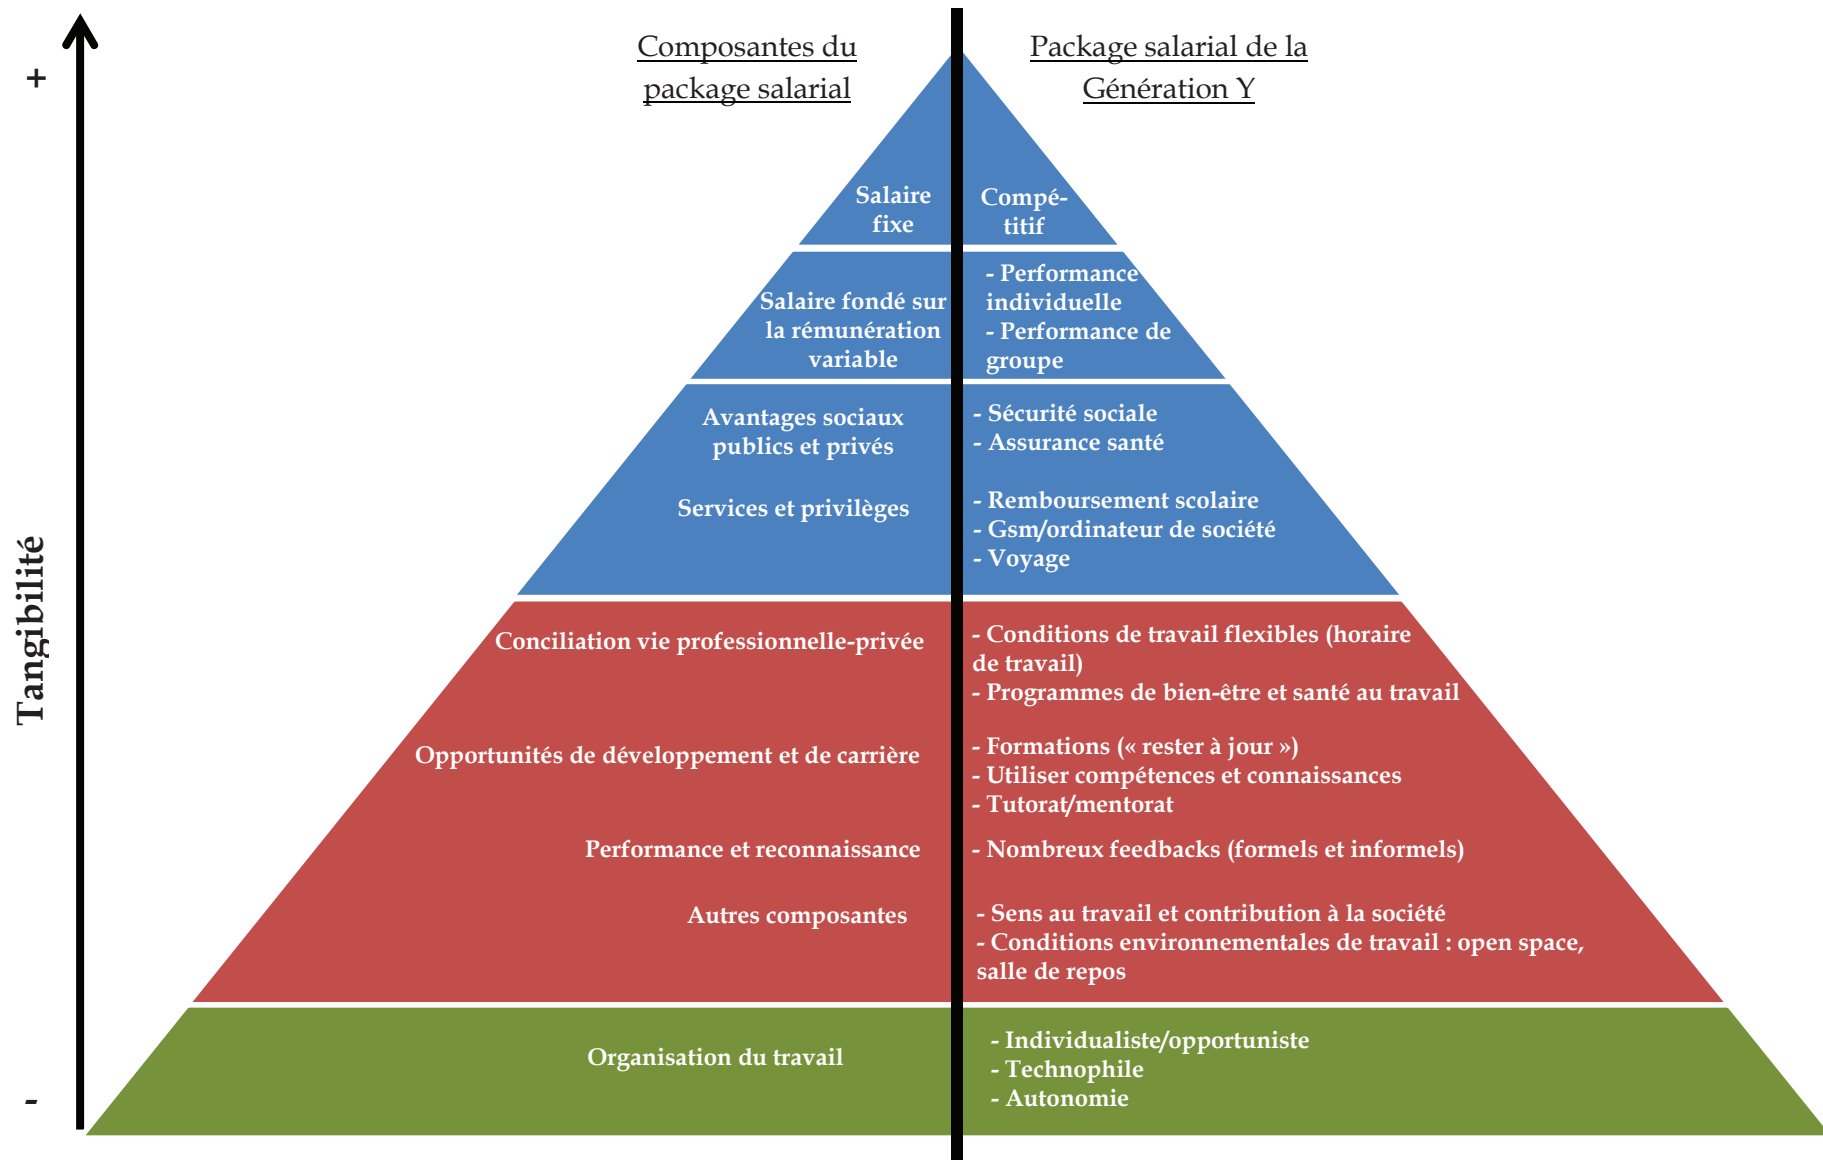 +
Tangibilité
-
Composantes du
package salarial
Package salarial de la
Génération Y
Salaire
fixe
Compé-
titif
Salaire fondé sur
la rémunération
variable
- Performance
individuelle
- Performance de
groupe
Avantages sociaux
publics et privés
- Sécurité sociale
- Assurance santé
Services et privilèges
- Remboursement scolaire
- Gsm/ordinateur de société
- Voyage
Conciliation vie professionnelle-privée
- Conditions de travail flexibles (horaire
de travail)
- Programmes de bien-être et santé au travail
Opportunités de développement et de carrière
- Formations (« rester à jour »)
- Utiliser compétences et connaissances
- Tutorat/mentorat
Performance et reconnaissance
- Nombreux feedbacks (formels et informels)
Autres composantes
- Sens au travail et contribution à la société
- Conditions environnementales de travail : open space,
salle de repos
Organisation du travail
- Individualiste/opportuniste
- Technophile
- Autonomie